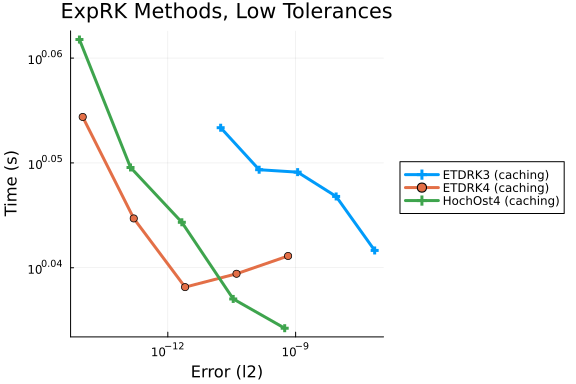 ExpRK Methods, Low Tolerances
10^0.06
10^0.05
10^0.04
Time (s)
10^-12
10^-9
Error (l2)
ETDRK3 (caching)
ETDRK4 (caching)
HochOst4 (caching)